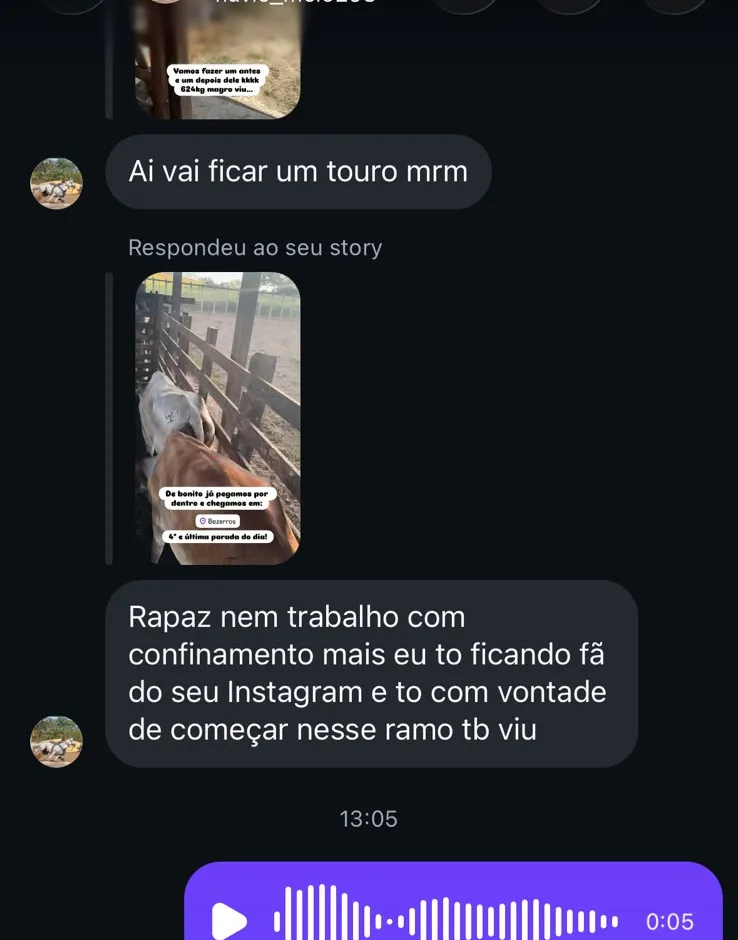 Vamos fazer um antes
e um depois dele kkkk
624kg magro viu...
Ai vai ficar um touro mrm
Respondeu ao seu story
De bonito já pegamos por
dentro e chegamos em:
Bezerros
4° e última parada do dia!
Rapaz nem trabalho com
confinamento mais eu to ficando fã
do seu Instagram e to com vontade
de começar nesse ramo tb viu
13:05
0:05